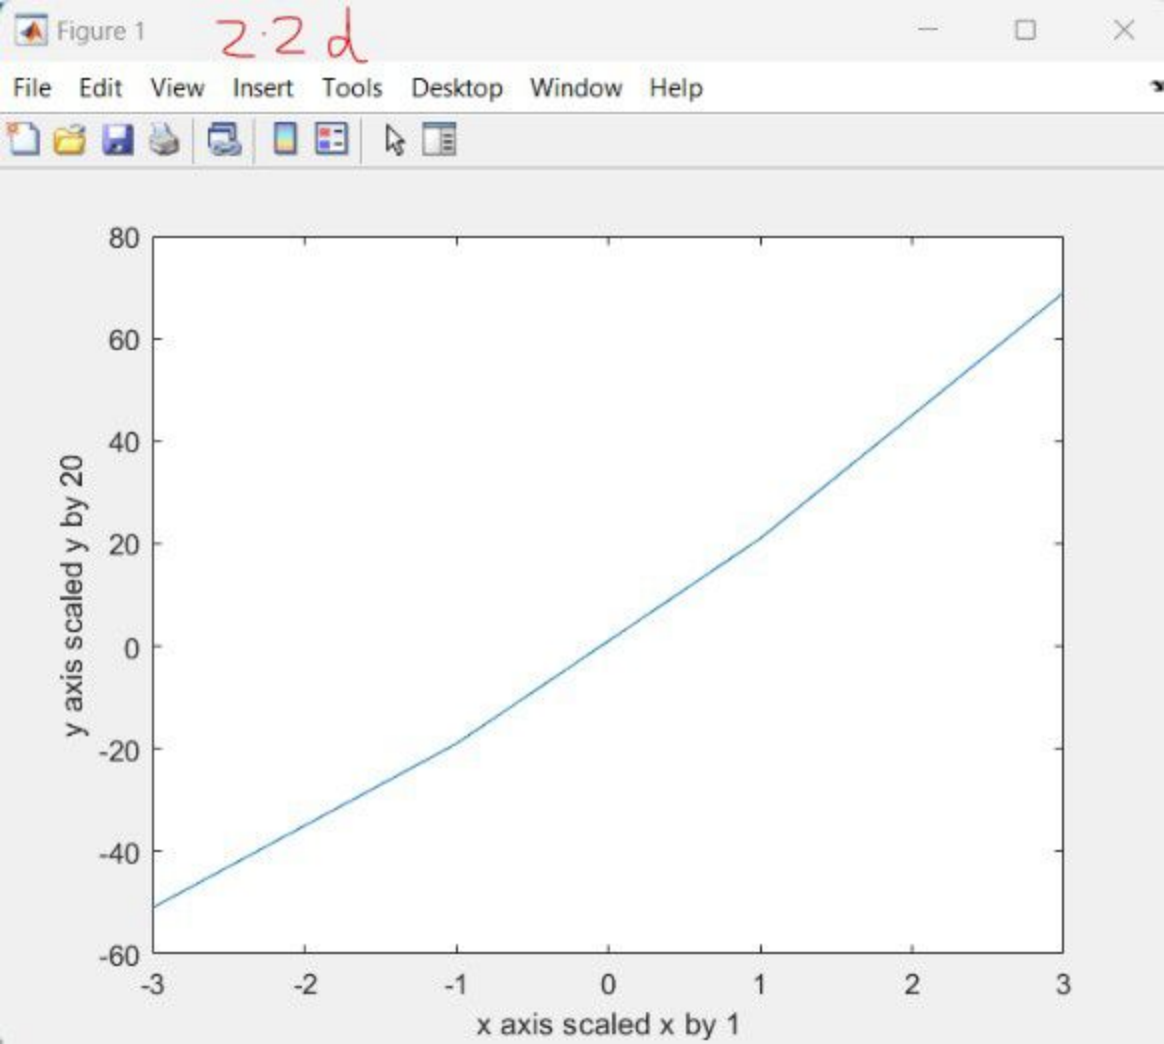 Figure 1 2.2 d
File Edit View Insert Tools Desktop Window Help
80
60
40
20
0
-20
-40
-60
y axis scaled y by 20
-3 -2 -1 0 1 2 3
x axis scaled x by 1